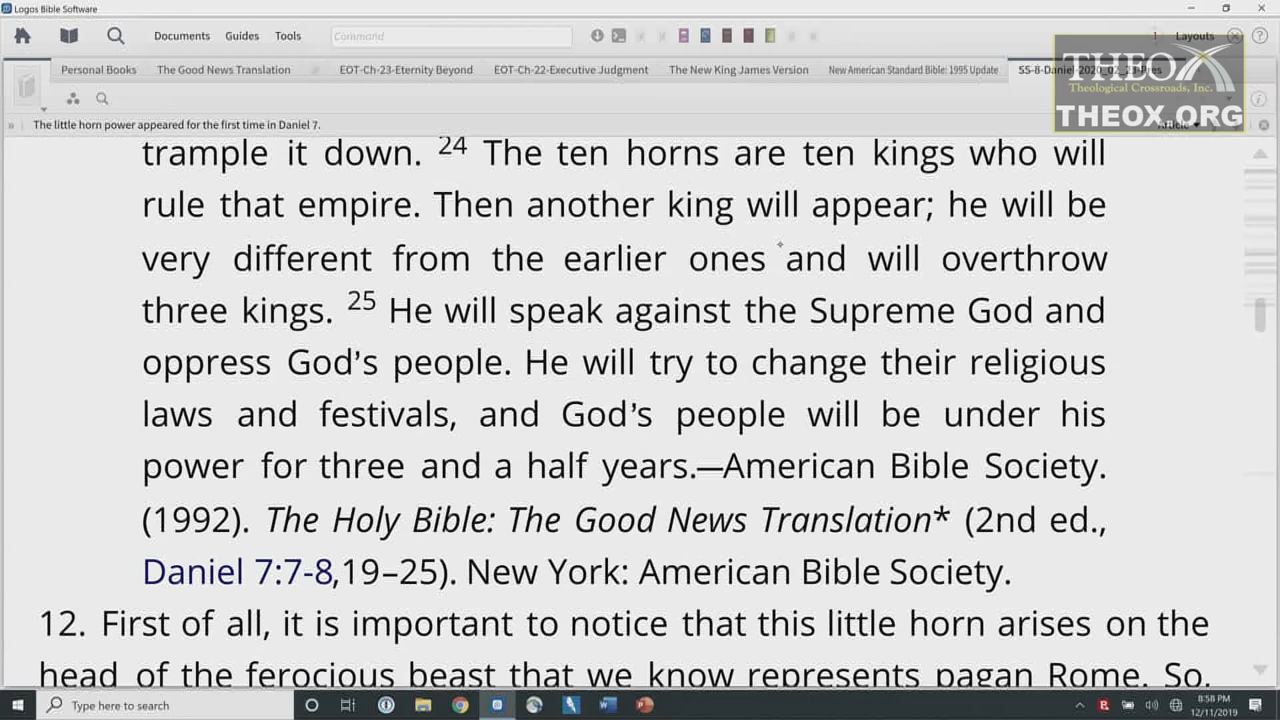 Logos Bible Software
Documents Guides Tools Command Layouts
Personal Books The Good News Translation EOT-Ch-23-Eternity Beyond EOT-Ch-22-Executive Judgment The New King James Version New American Standard Bible: 1995 Update SS-8-Daniel-2020_02_23-Pres
THEOX
Theological Crossroads, Inc.
THEOX.ORG
The little horn power appeared for the first time in Daniel 7. Article
trample it down. 24 The ten horns are ten kings who will
rule that empire. Then another king will appear; he will be
very different from the earlier ones and will overthrow
three kings. 25 He will speak against the Supreme God and
oppress God’s people. He will try to change their religious
laws and festivals, and God’s people will be under his
power for three and a half years.—American Bible Society.
(1992). The Holy Bible: The Good News Translation* (2nd ed.,
Daniel 7:7-8,19–25). New York: American Bible Society.
12. First of all, it is important to notice that this little horn arises on the
head of the ferocious beast that we know represents pagan Rome. So,
Type here to search
8:58 PM
12/11/2019